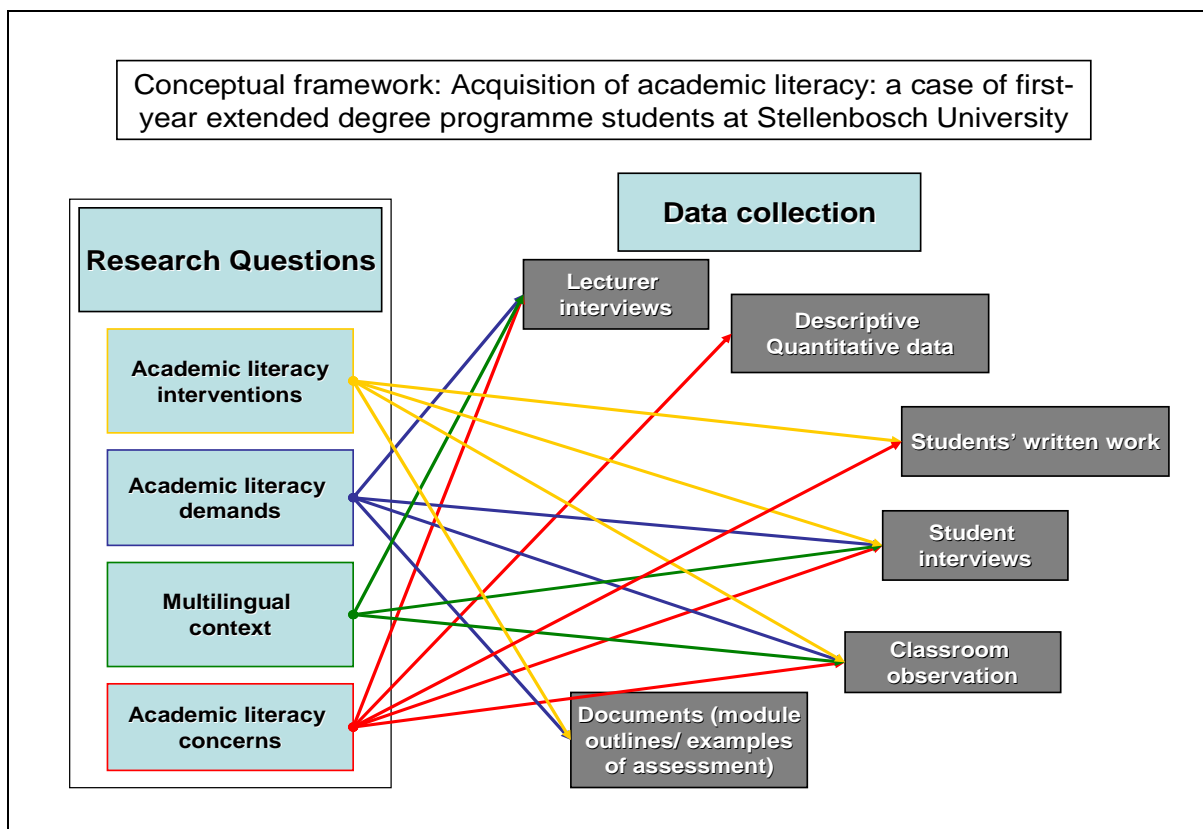 Conceptual framework: Acquisition of academic literacy: a case of first-
year extended degree programme students at Stellenbosch University
Research Questions
Academic literacy
interventions
Academic literacy
demands
Multilingual
context
Academic literacy
concerns
Data collection
Lecturer
interviews
Descriptive
Quantitative data
Students’ written work
Student
interviews
Classroom
observation
Documents (module
outlines/ examples
of assessment)